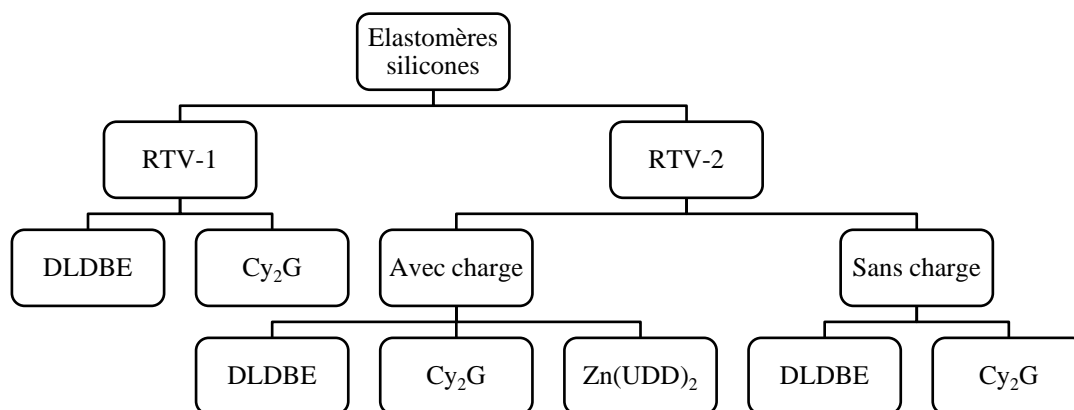 Elastomères
silicones
RTV-1
RTV-2
DLDBE
Cy₂G
Avec charge
Sans charge
DLDBE
Cy₂G
Zn(UDD)₂
DLDBE
Cy₂G